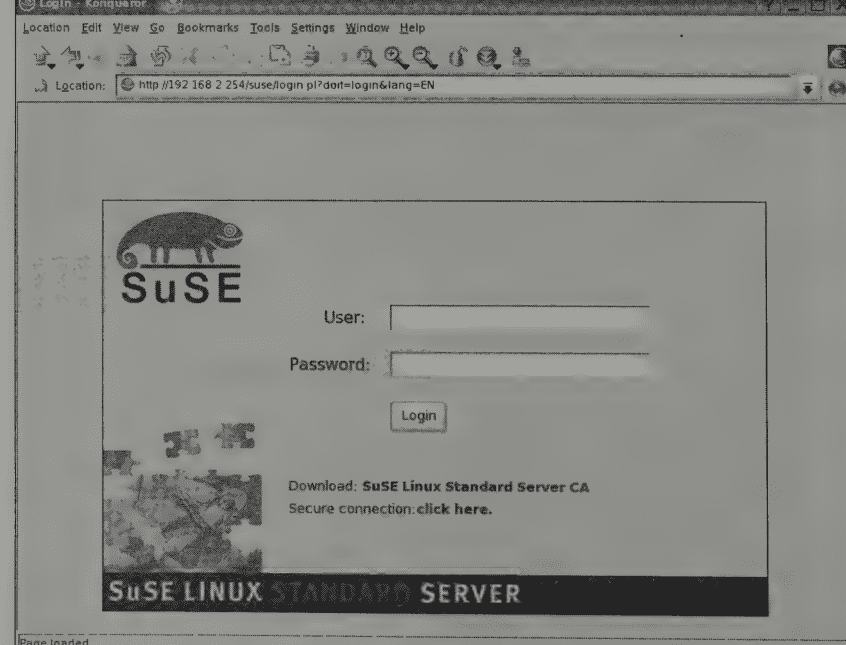 Login - Konqueror
Location Edit View Go Bookmarks Tools Settings Window Help
Location: http //192 168 2 254/suse/login pl?doit=login&lang=EN
SuSE
User:
Password:
Login
Download: SuSE Linux Standard Server CA
Secure connection:click here.
SuSE LINUX STANDARD SERVER
Page loaded